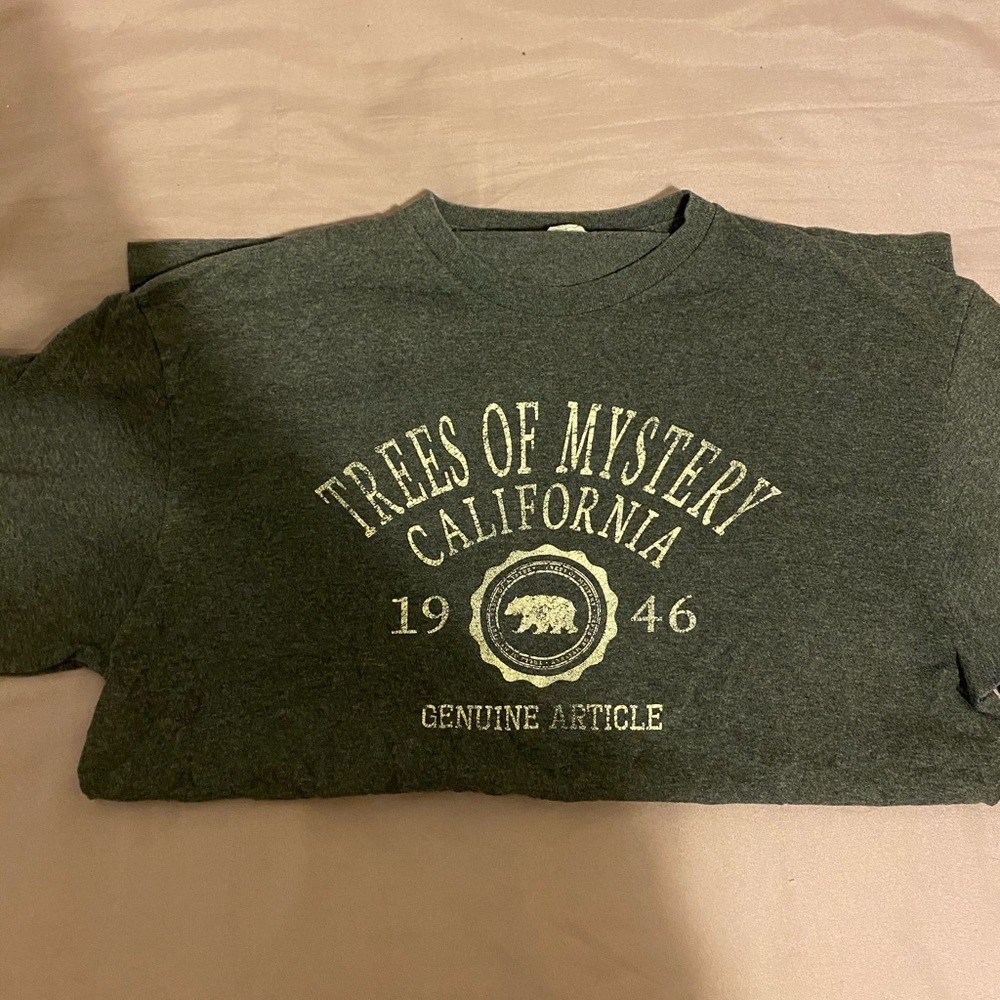 TREES OF MYSTERY
CALIFORNIA
19 46
GENUINE ARTICLE